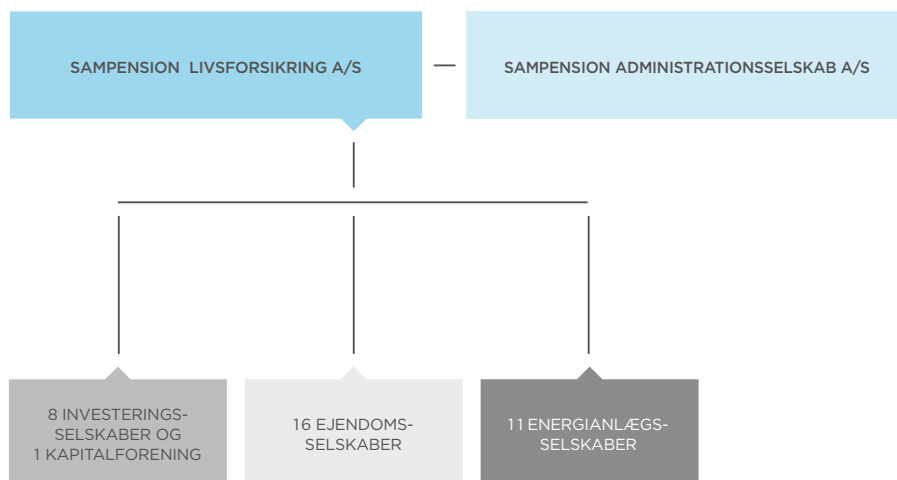 SAMPENSION LIVSFORSIKRING A/S
SAMPENSION ADMINISTRATIONSSELSKAB A/S
8 INVESTERINGS-
SELSKABER OG
1 KAPITALFORENING
16 EJENDOMS-
SELSKABER
11 ENERGIANLÆGS-
SELSKABER